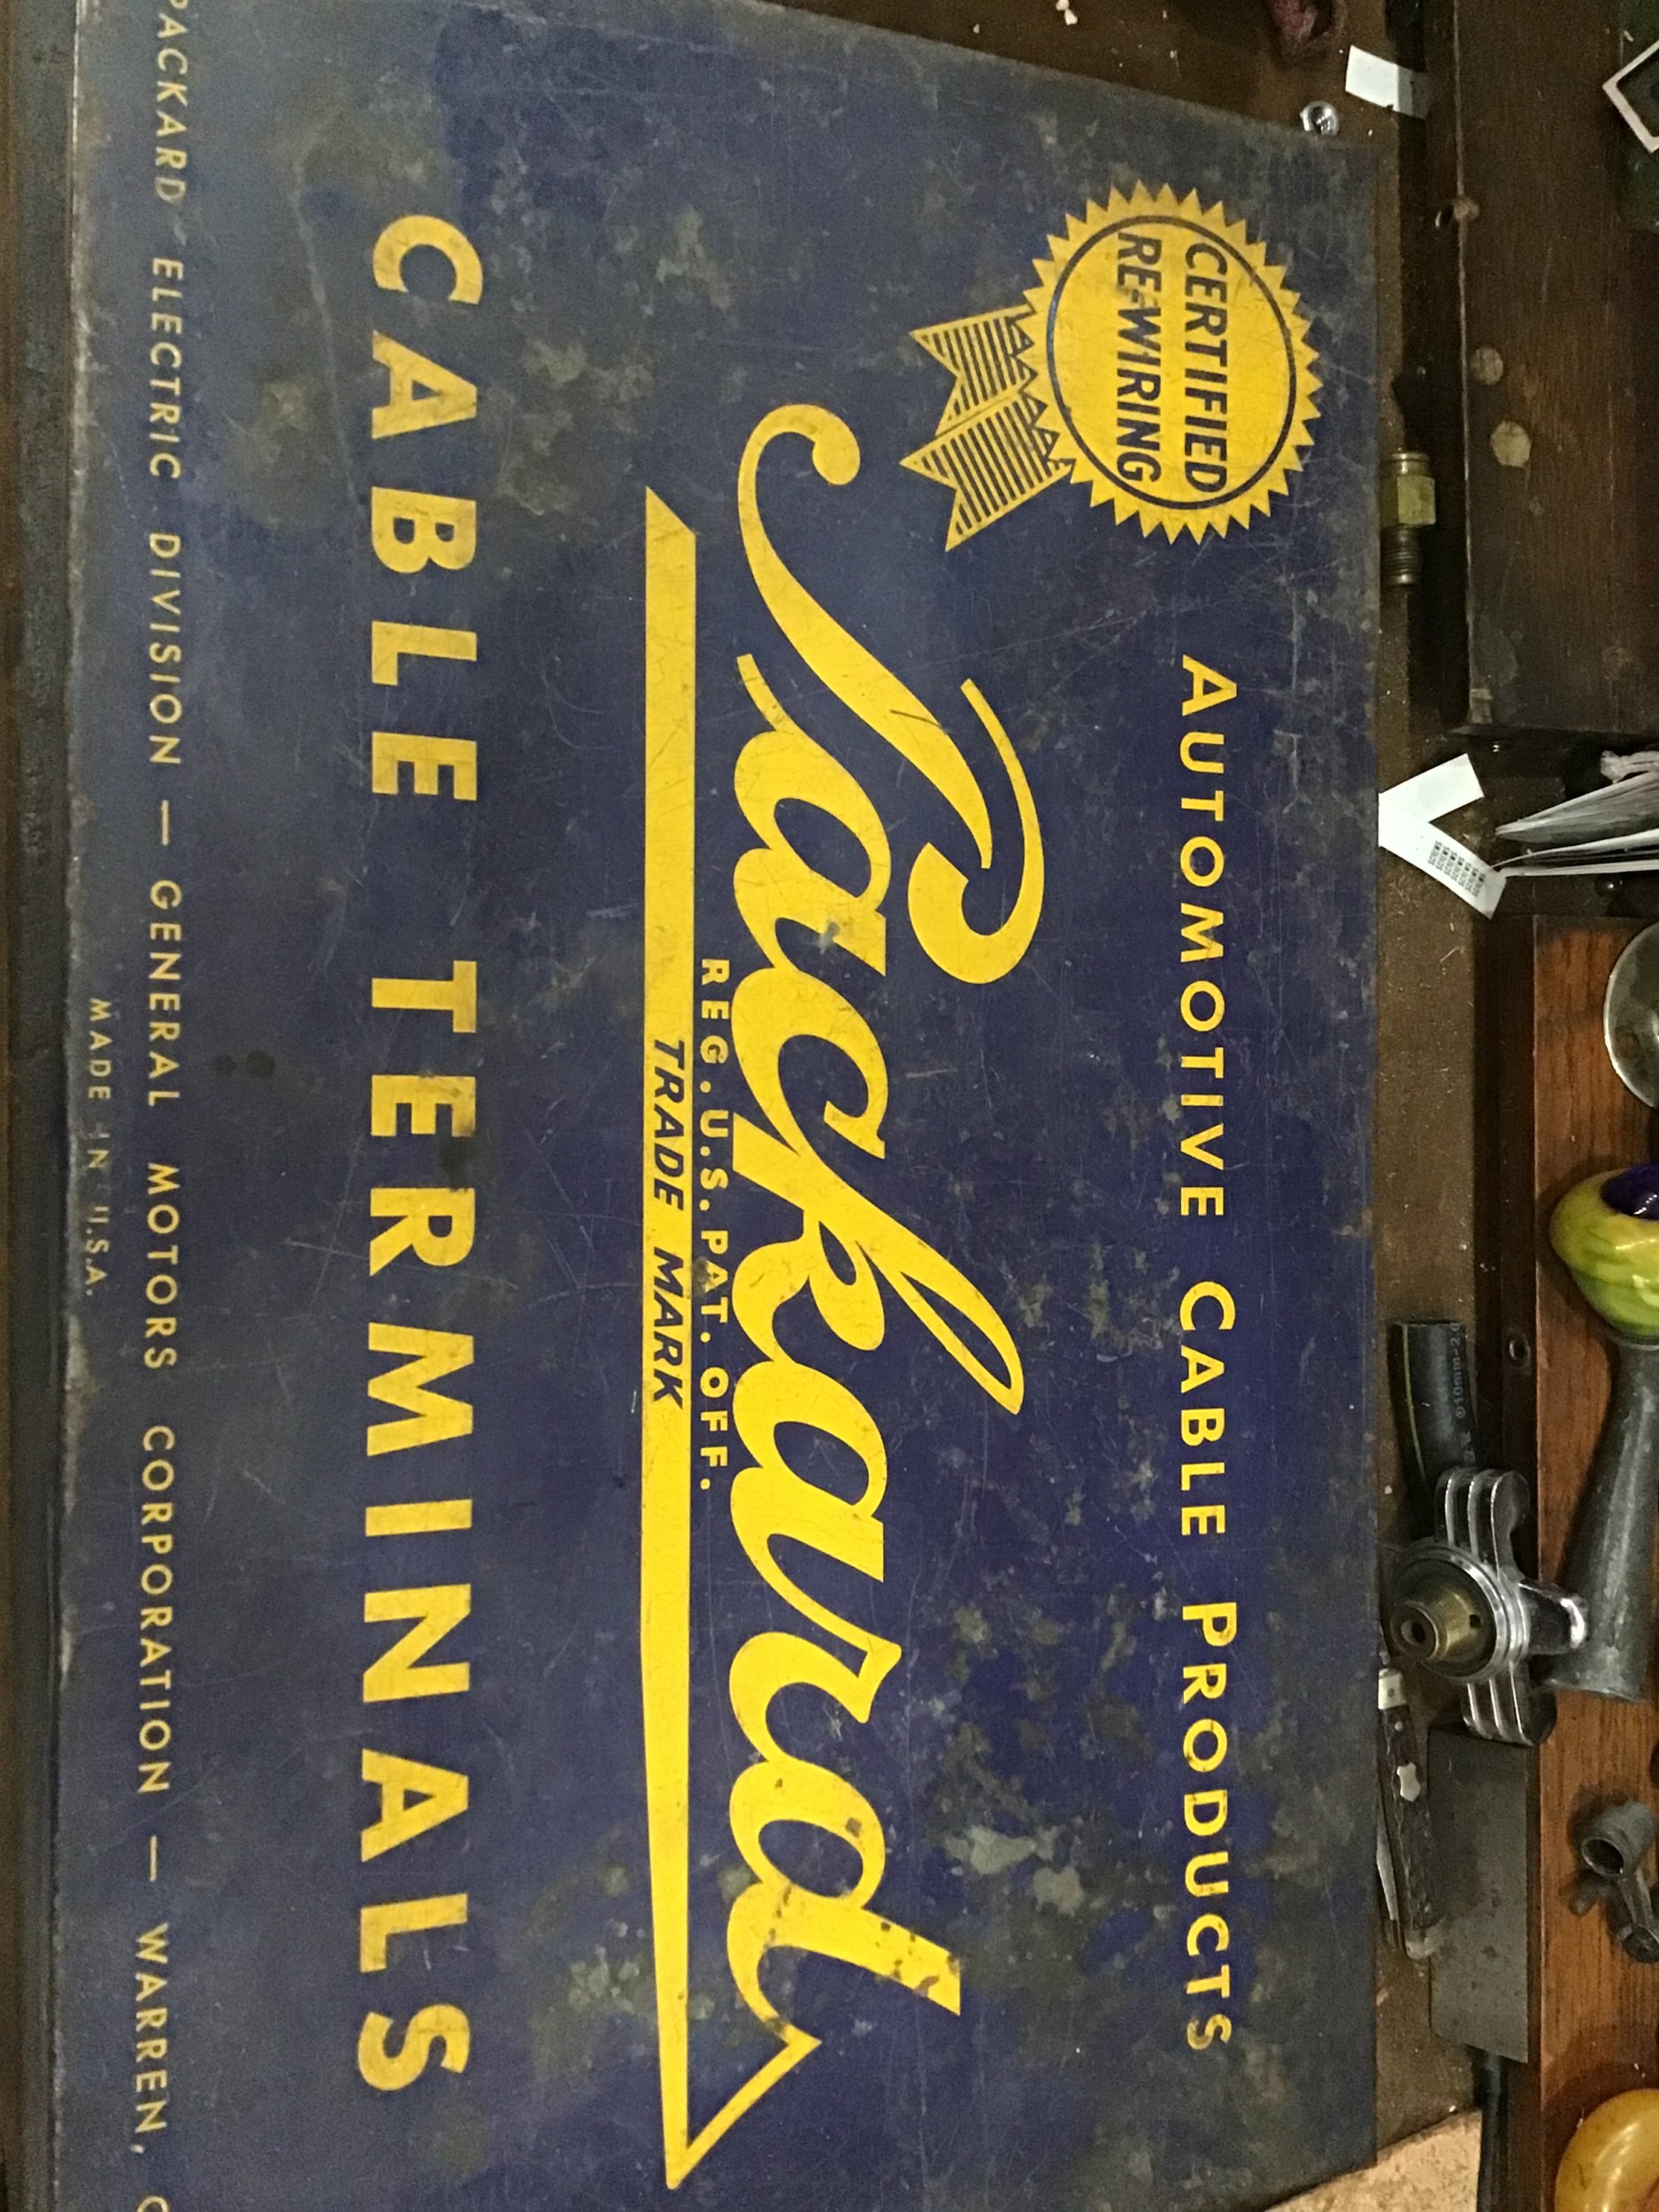 CERTIFIED
RE-WIRING
AUTOMOTIVE CABLE PRODUCTS
Packard
REG. U.S. PAT. OFF.
TRADE MARK
CABLE TERMINALS
PACKARD ELECTRIC DIVISION — GENERAL MOTORS CORPORATION — WARREN,
MADE IN U.S.A.